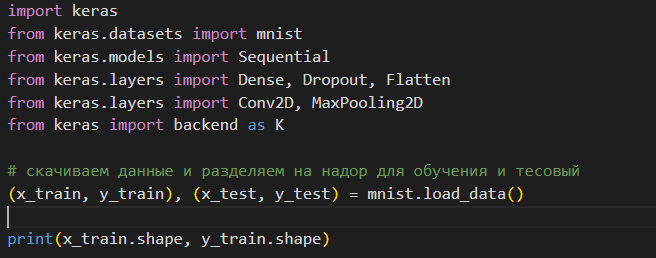 import keras
from keras.datasets import mnist
from keras.models import Sequential
from keras.layers import Dense, Dropout, Flatten
from keras.layers import Conv2D, MaxPooling2D
from keras import backend as K
# скачиваем данные и разделяем на надор для обучения и тесовый
(x_train, y_train), (x_test, y_test) = mnist.load_data()
print(x_train.shape, y_train.shape)